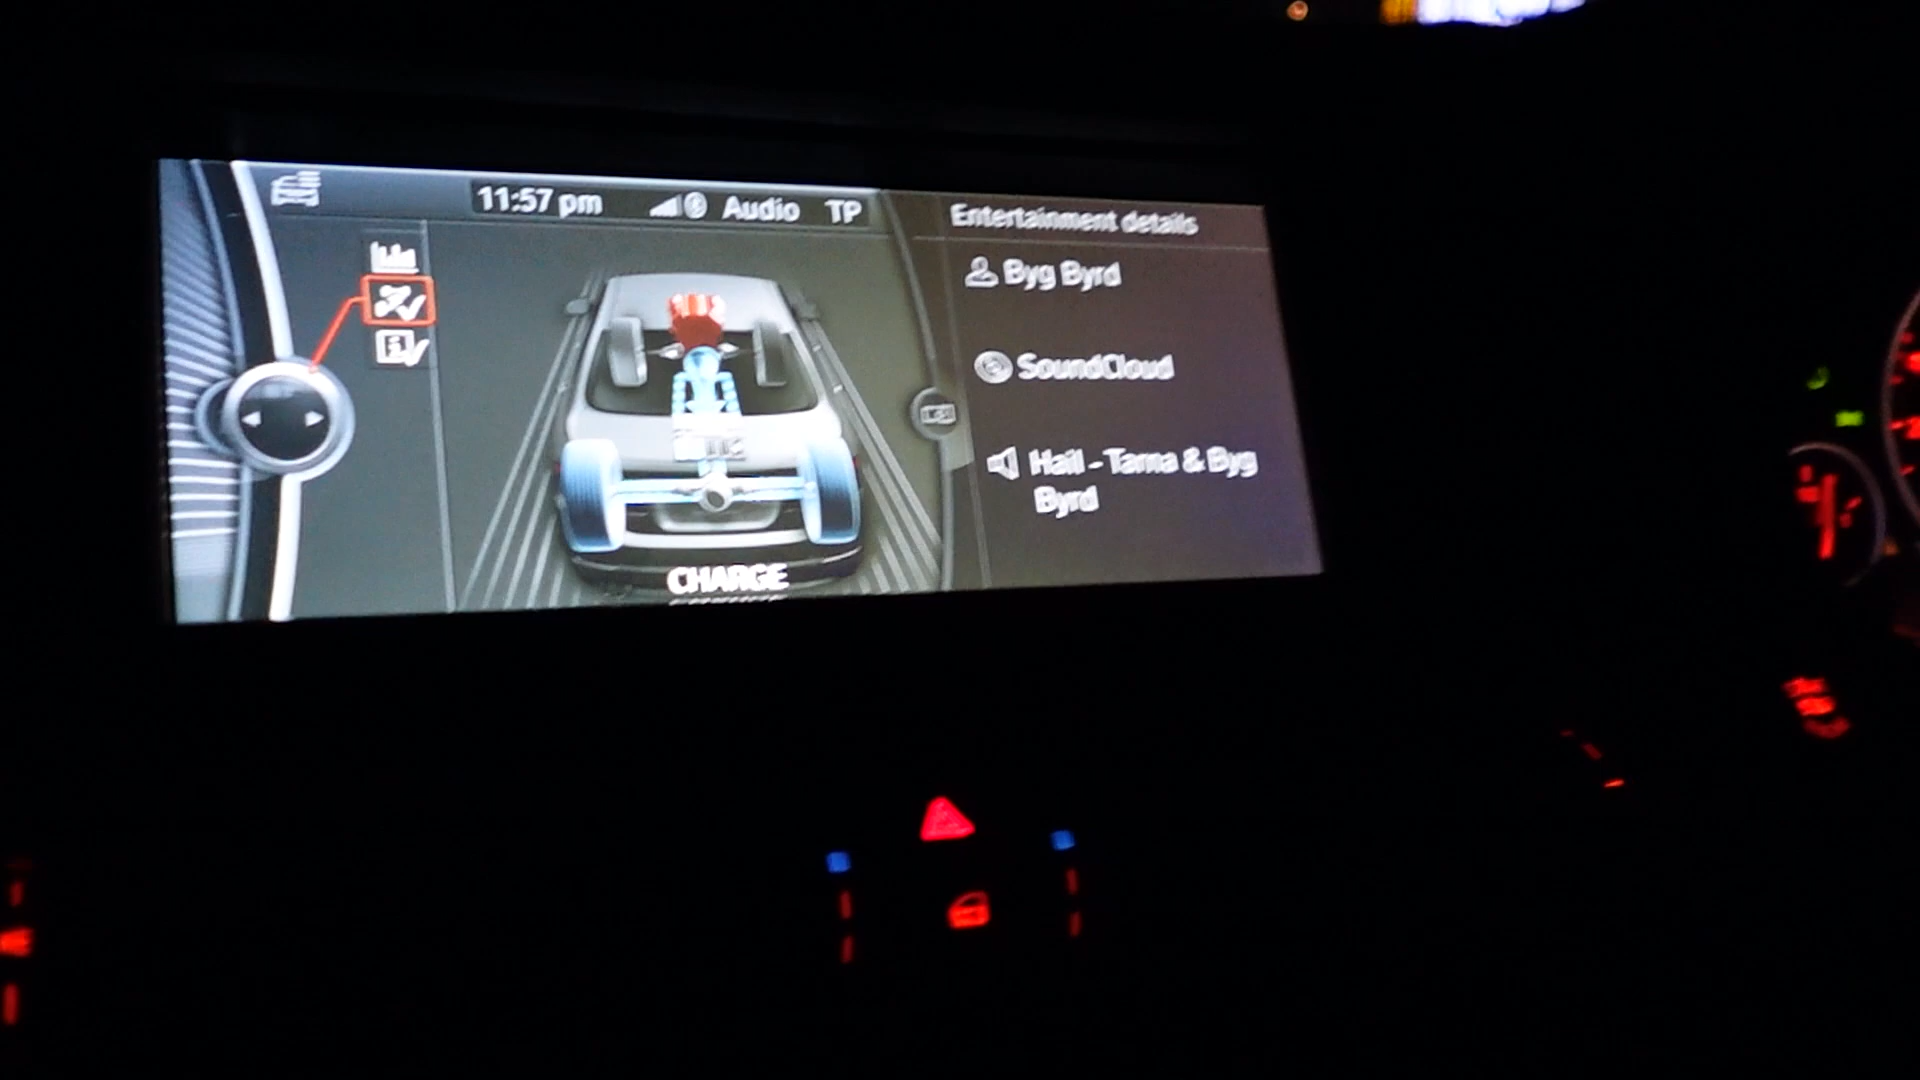 11:57 pm Audio TP
Entertainment details
Byg Byrd
SoundCloud
Hail - Tama & Byg
Byrd
CHARGE